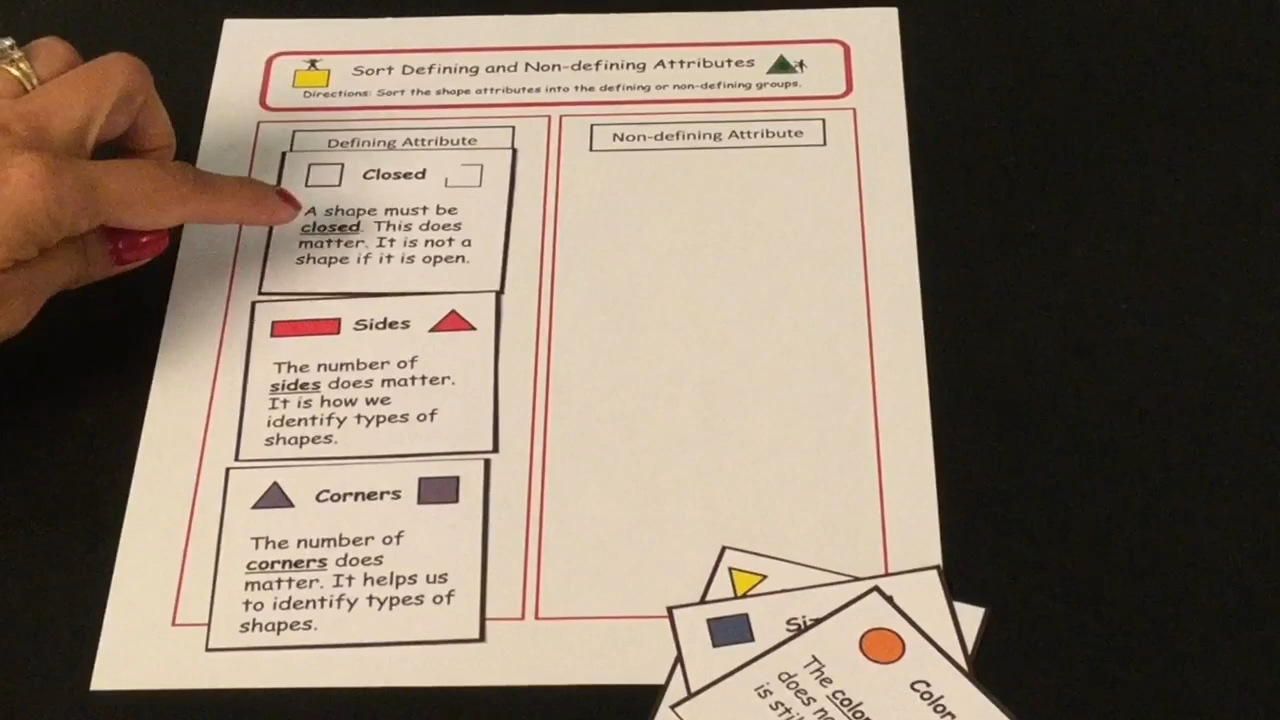 Sort Defining and Non-defining Attributes
Directions: Sort the shape attributes into the defining or non-defining groups.
Defining Attribute
Closed
A shape must be
closed. This does
matter. It is not a
shape if it is open.
Sides
The number of
sides does matter.
It is how we
identify types of
shapes.
Corners
The number of
corners does
matter. It helps us
to identify types of
shapes.
Non-defining Attribute
Color
The
does
is